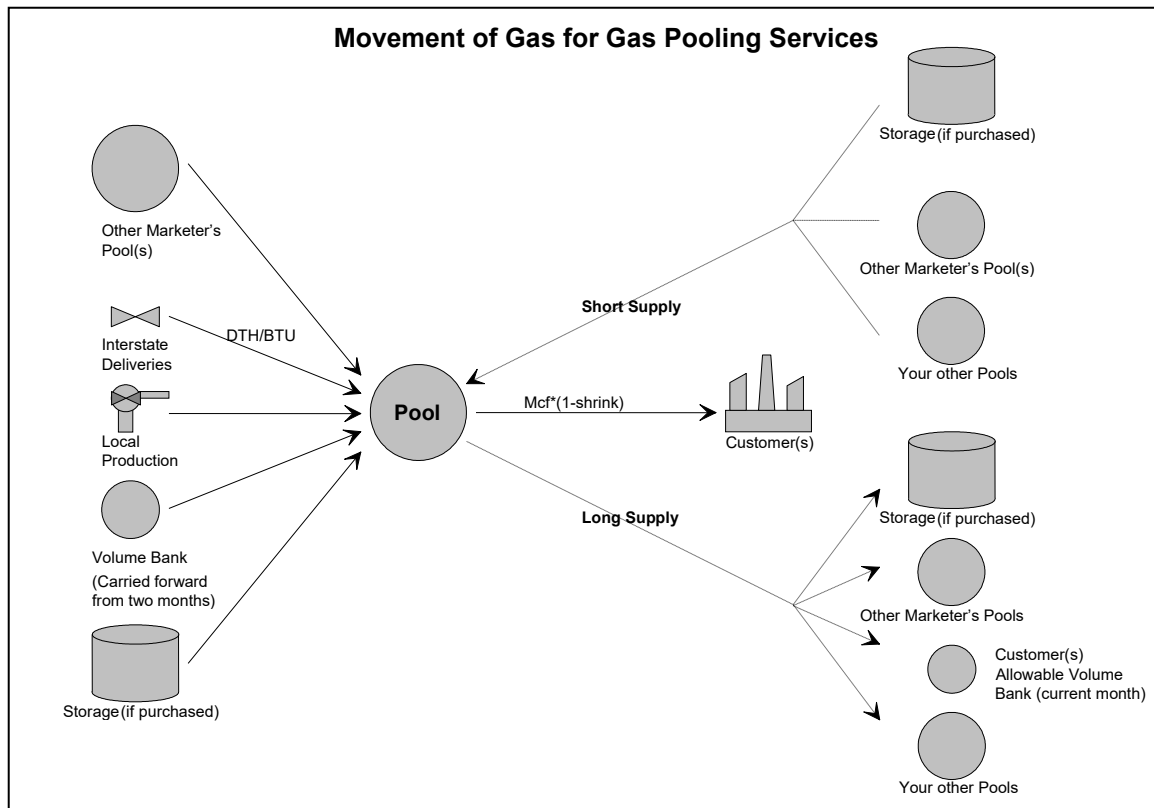 Movement of Gas for Gas Pooling Services
Other Marketer’s
Pool(s)
Interstate
Deliveries
DTH/BTU
Local
Production
Volume Bank
(Carried forward
from two months)
Storage (if purchased)
Pool
Short Supply
Mcf*(1-shrink)
Customer(s)
Long Supply
Storage (if purchased)
Other Marketer’s Pool(s)
Your other Pools
Storage (if purchased)
Other Marketer’s Pools
Customer(s)
Allowable Volume
Bank (current month)
Your other Pools